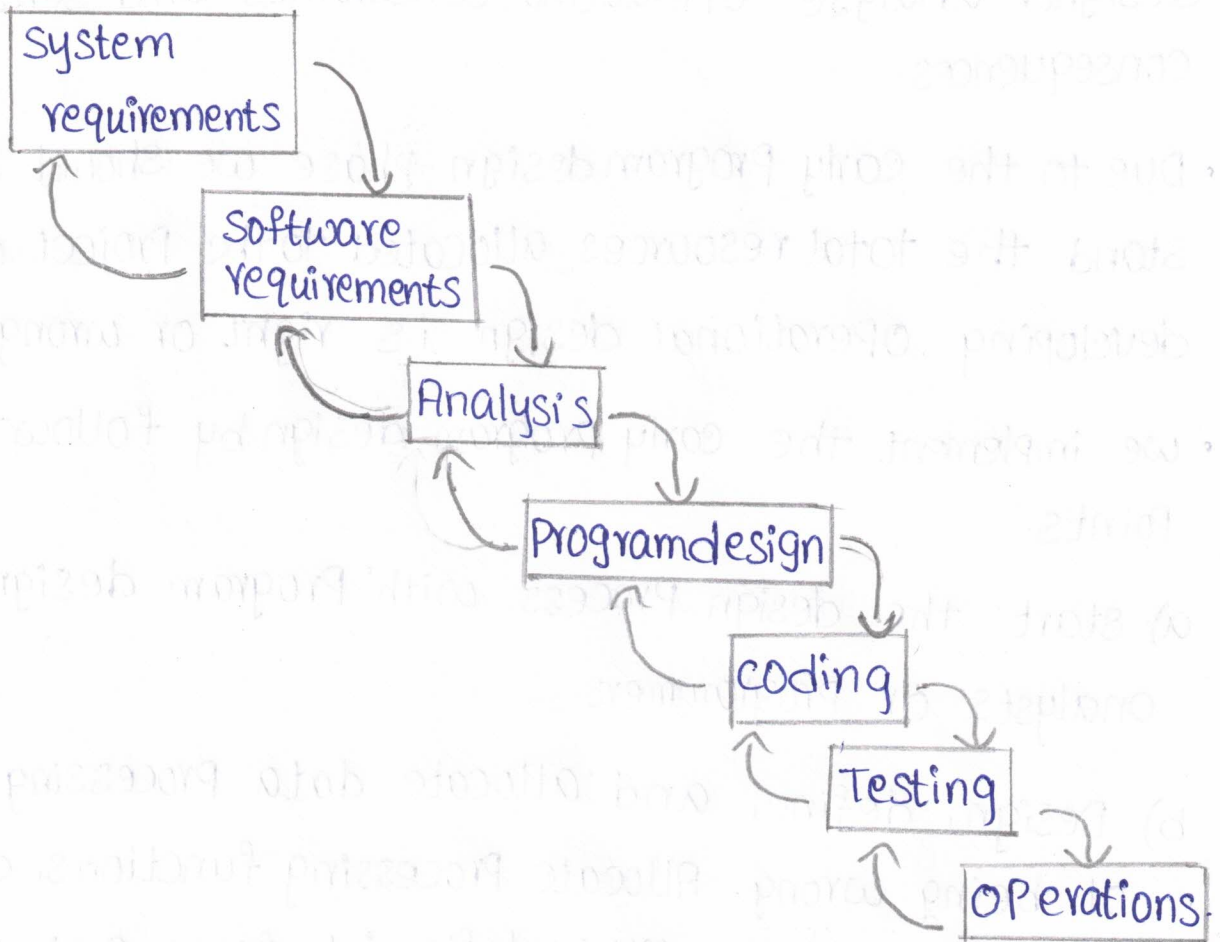 System
requirements
Software
requirements
Analysis
Programdesign
coding
Testing
OPerations